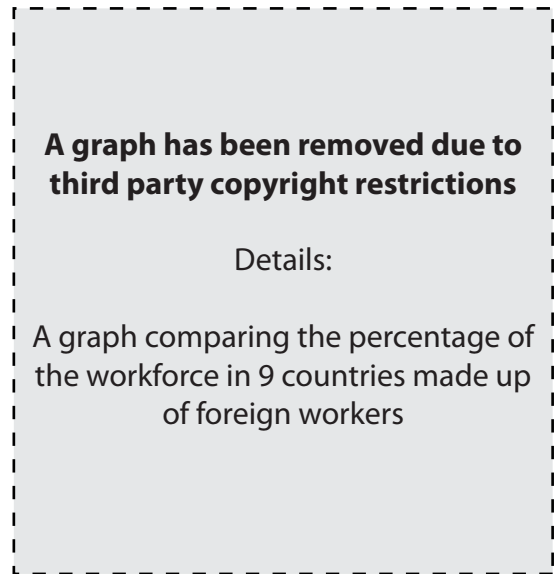 A graph has been removed due to
third party copyright restrictions
Details:
A graph comparing the percentage of
the workforce in 9 countries made up
of foreign workers